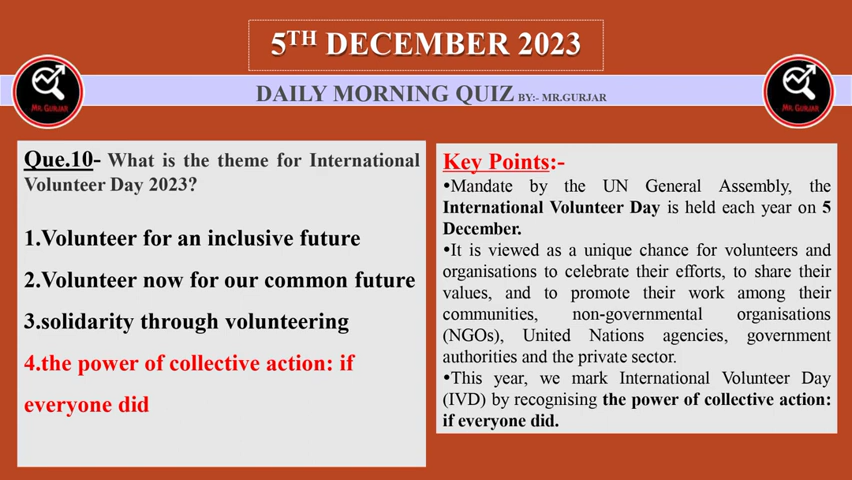 5TH DECEMBER 2023
DAILY MORNING QUIZ BY:- MR.GURJAR
MR.GURJAR
MR.GURJAR
Que.10- What is the theme for International
Volunteer Day 2023?
1.Volunteer for an inclusive future
2.Volunteer now for our common future
3.solidarity through volunteering
4.the power of collective action: if
everyone did
Key Points:-
•Mandate by the UN General Assembly, the
International Volunteer Day is held each year on 5
December.
•It is viewed as a unique chance for volunteers and
organisations to celebrate their efforts, to share their
values, and to promote their work among their
communities, non-governmental organisations
(NGOs), United Nations agencies, government
authorities and the private sector.
•This year, we mark International Volunteer Day
(IVD) by recognising the power of collective action:
if everyone did.